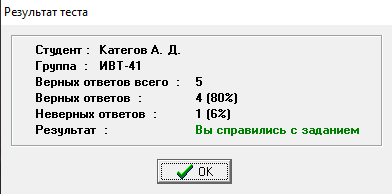 Результат теста
Студент : Категов А. Д.
Группа : ИВТ-41
Верных ответов всего : 5
Верных ответов : 4 (80%)
Неверных ответов : 1 (6%)
Результат : Вы справились с заданием
OK